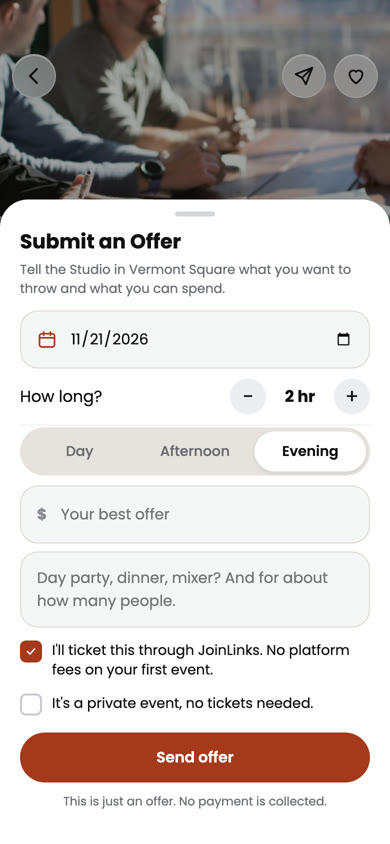 Submit an Offer
Tell the Studio in Vermont Square what you want to
throw and what you can spend.
11/21/2026
How long?
− 2 hr +
Day Afternoon Evening
$ Your best offer
Day party, dinner, mixer? And for about
how many people.
I'll ticket this through JoinLinks. No platform
fees on your first event.
It's a private event, no tickets needed.
Send offer
This is just an offer. No payment is collected.